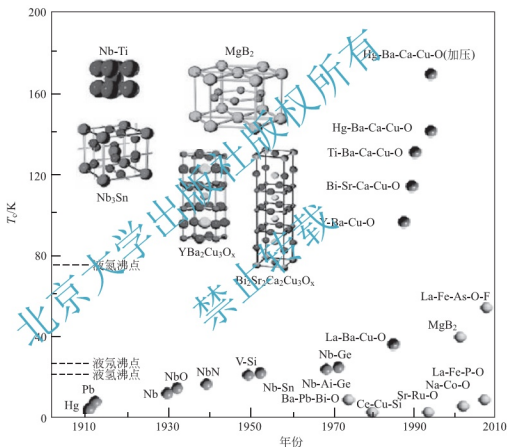 200
160
120
80
40
0
Tc/K
Nb-Ti
MgB2
Nb3Sn
YBa2Cu3Ox
Bi2Sr2Ca2Cu3Ox
Hg-Ba-Ca-Cu-O(加压)
Hg-Ba-Ca-Cu-O
Ti-Ba-Ca-Cu-O
Bi-Sr-Ca-Cu-O
Y-Ba-Cu-O
液氮沸点
La-Fe-As-O-F
La-Ba-Cu-O
MgB2
液氖沸点
液氢沸点
Nb-Ge
V-Si
NbN
NbO
Nb
Pb
Hg
Nb-Sn
Nb-Ai-Ge
Ba-Pb-Bi-O
Ce-Cu-Si
La-Fe-P-O
Na-Co-O
Sr-Ru-O
1910 1930 1950 1970 1990 2010
年份
北京大学出版社版权所有
禁止转载